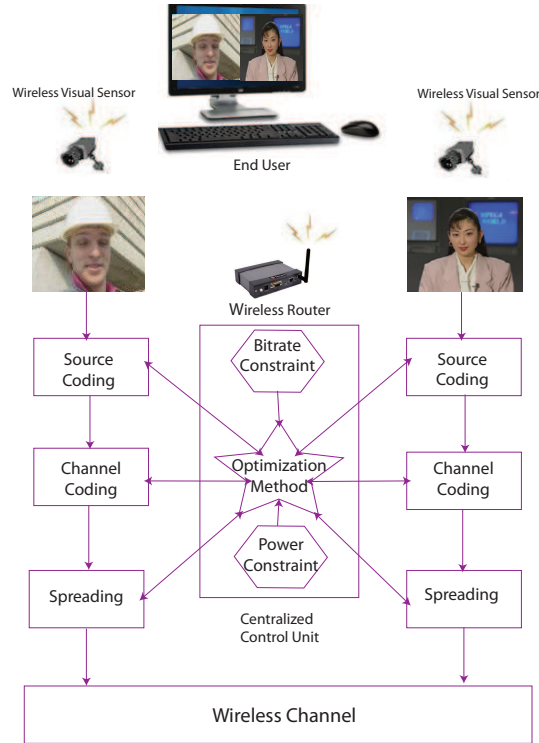 Wireless Visual Sensor
Wireless Visual Sensor
End User
Wireless Router
Source
Coding
Bitrate
Constraint
Source
Coding
Channel
Coding
Optimization
Method
Channel
Coding
Spreading
Power
Constraint
Spreading
Centralized
Control Unit
Wireless Channel